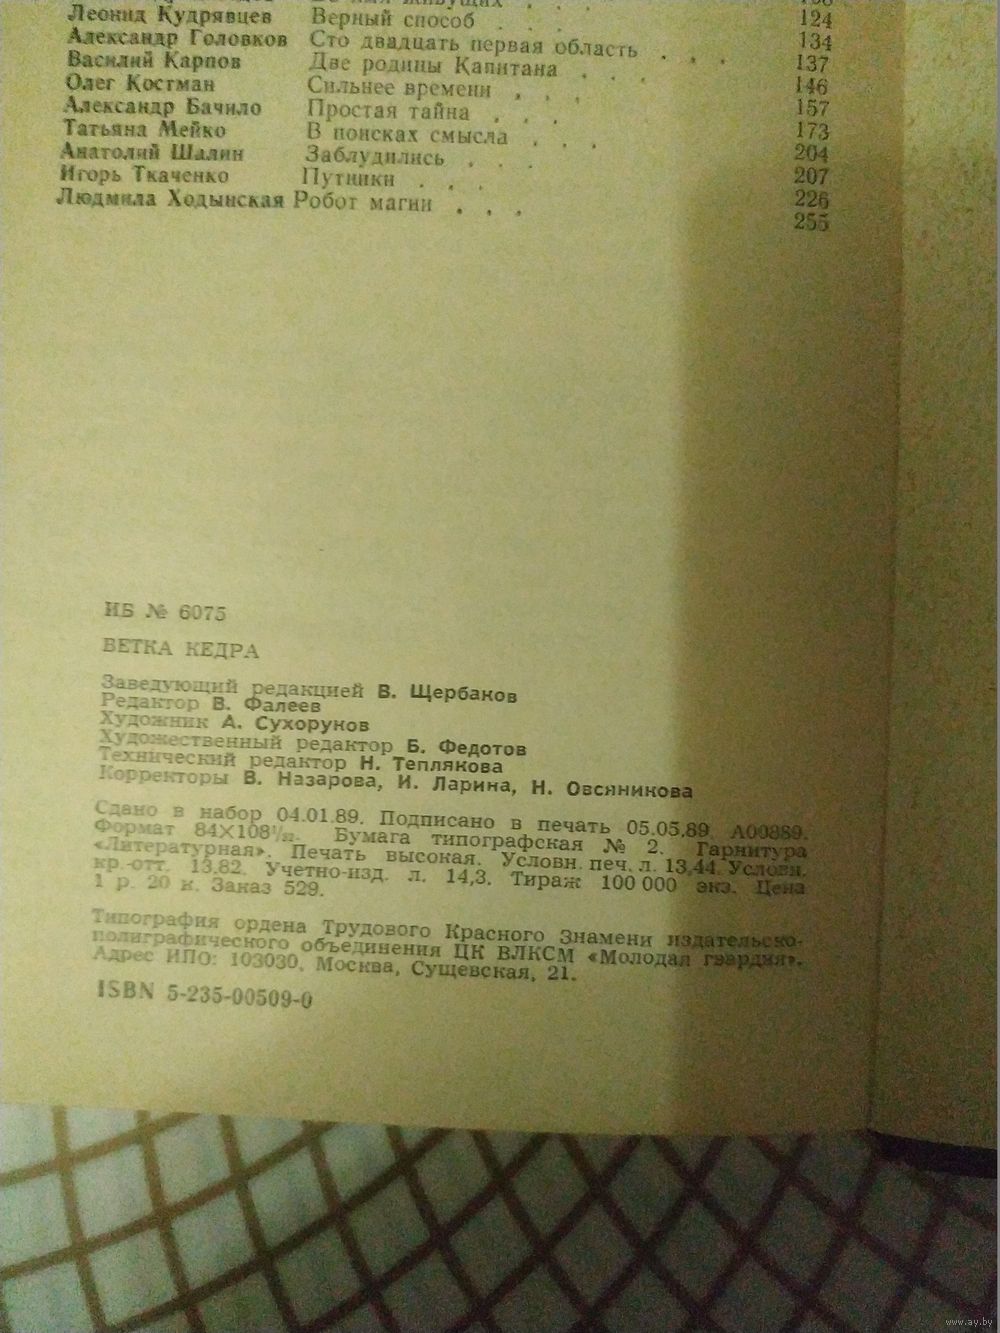 Леонид Кудрявцев Верный способ . . . 124
Александр Головков Сто двадцать первая область . . . 134
Василий Карпов Две родины Капитана . . . 137
Олег Костман Сильнее времени . . . 146
Александр Бачило Простая тайна . . . 157
Татьяна Мейко В поисках смысла . . . 173
Анатолий Шалин Заблудились . . . 204
Игорь Ткаченко Путники . . . 207
Людмила Ходынская Робот магии . . . 226
255
ИБ № 6075
ВЕТКА КЕДРА
Заведующий редакцией В. Щербаков
Редактор В. Фалеев
Художник А. Сухоруков
Художественный редактор Б. Федотов
Технический редактор Н. Теплякова
Корректоры В. Назарова, И. Ларина, Н. Овсяникова
Сдано в набор 04.01.89. Подписано в печать 05.05.89. А00889.
Формат 84×108¹/₃₂. Бумага типографская № 2. Гарнитура
«Литературная». Печать высокая. Условн. печ. л. 13,44. Условн.
кр.-отт. 13,82. Учетно-изд. л. 14,3. Тираж 100 000 экз. Цена
1 р. 20 к. Заказ 529.
Типография ордена Трудового Красного Знамени издательско-
полиграфического объединения ЦК ВЛКСМ «Молодая гвардия».
Адрес ИПО: 103030, Москва, Сущевская, 21.
ISBN 5-235-00509-0
www.ay.by